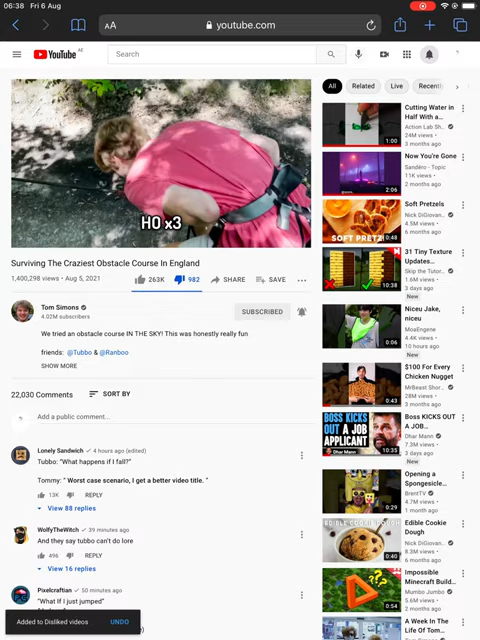 06:38 Fri 6 Aug
AA youtube.com
YouTube AE
Search
HO x3
Surviving The Craziest Obstacle Course In England
1,400,298 views • Aug 5, 2021
263K 982 SHARE SAVE
Tom Simons
4.02M subscribers
SUBSCRIBED
We tried an obstacle course IN THE SKY! This was honestly really fun
friends: @Tubbo & @Ranboo
SHOW MORE
22,030 Comments SORT BY
Add a public comment...
Lonely Sandwich 4 hours ago (edited)
Tubbo: "What happens if I fall?"
Tommy: " Worst case scenario, I get a better video title. "
13K REPLY
View 88 replies
WolfyTheWitch 39 minutes ago
And they say tubbo can't do lore
496 REPLY
View 16 replies
Pixelcraftian 50 minutes ago
"What If I just jumped"
Added to Disliked videos UNDO
All Related Live Recently
Cutting Water in
Half With a...
Action Lab Sh...
24M views •
3 months ago
1:00
Now You're Gone
Sandéro - Topic
11K views •
2 months ago
2:06
Soft Pretzels
Nick DiGiovan...
4.5M views •
6 months ago
SOFT PRETZ
0:48
31 Tiny Texture
Updates...
Skip the Tutor...
1.6M views •
3 days ago
New
10:38
Niceu Jake,
niceu
MoaEngene
4.4K views •
10 hours ago
New
0:06
$100 For Every
Chicken Nugget
MrBeast Shor...
28M views •
3 months ago
0:43
BOSS KICKS
OUT A JOB
APPLICANT
Dhar Mann
10:35
Boss KICKS OUT
A JOB...
Dhar Mann
7.3M views •
3 days ago
New
Opening a
Spongesicle...
BrentTV
4.7M views •
1 month ago
0:29
EDIBLE COOKIE DOUGH
0:40
Edible Cookie
Dough
Nick DiGiovan...
8.3M views •
6 months ago
Impossible
Minecraft Build...
Mumbo Jumbo
5.6M views •
2 months ago
???
0:54
A Week In The
Life Of Tom...